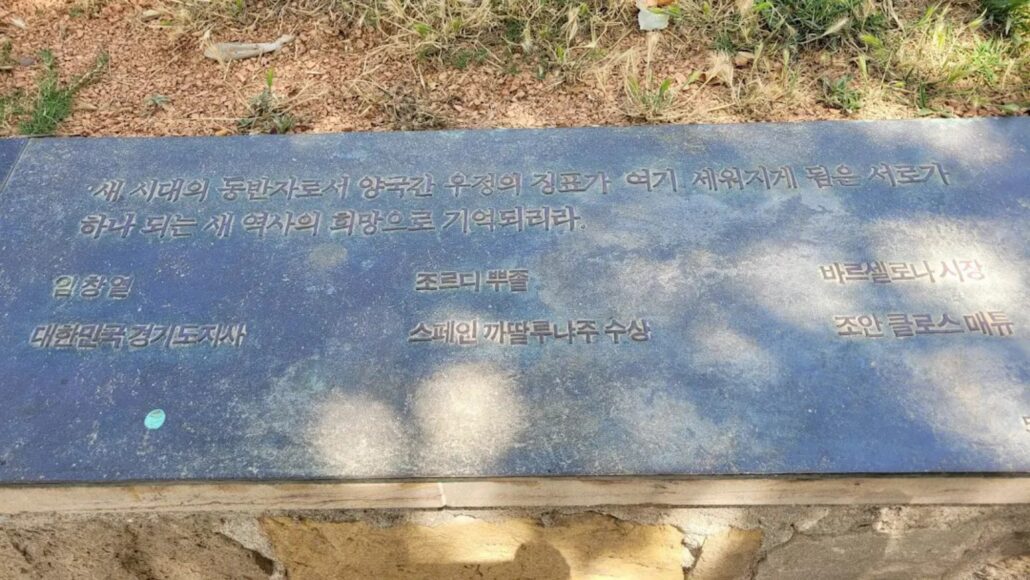 새 시대의 동반자로서 양국간 우정의 징표가 여기 세워지게 됨은 서로가
하나 되는 새 역사의 희망으로 기억되리라.
임창열 조르디 뿌졸 바르셀로나 시장
대한민국 경기도지사 스페인 까딸루냐주 수상 조안 클로스 매튜